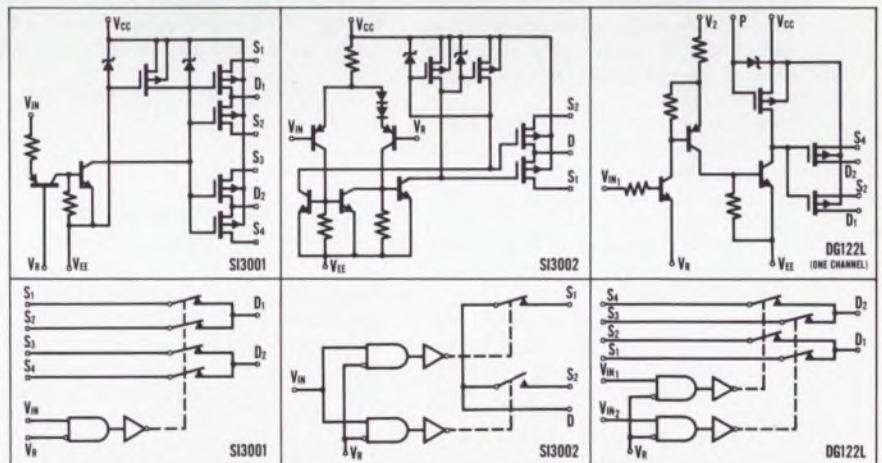 VCC
S1
D1
S2
S3
D2
S4
VIN
VR
VEE
SI3001
VCC
S2
D
S1
VIN
VR
VEE
SI3002
V2
P
VCC
S4
D2
S2
D1
VIN1
VR
VEE
DG122L
(ONE CHANNEL)
S1
S2
S3
S4
D1
D2
VIN
VR
SI3001
VIN
S1
S2
D
VR
SI3002
S4
S3
S2
S1
D2
D1
VIN1
VIN2
VR
DG122L